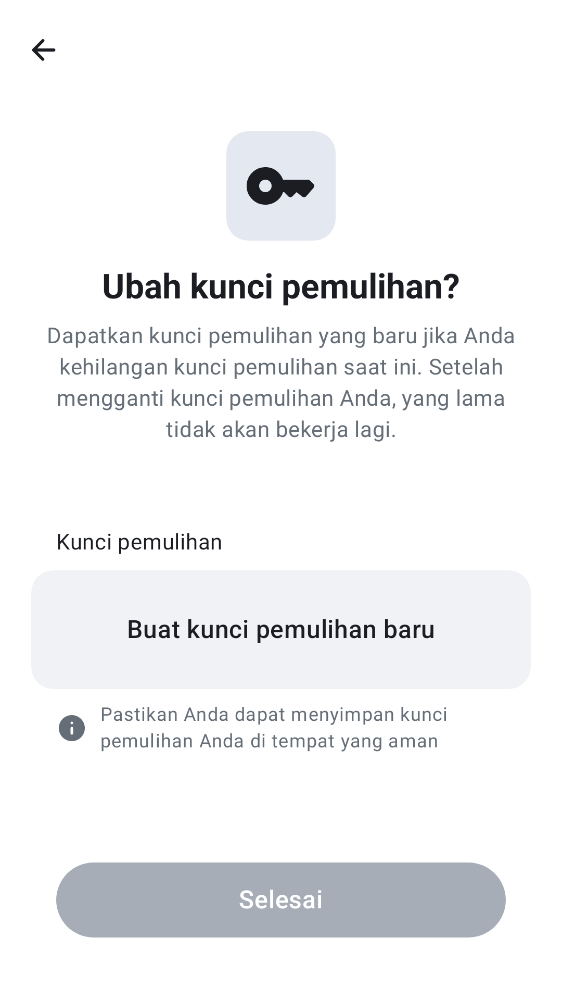 Ubah kunci pemulihan?
Dapatkan kunci pemulihan yang baru jika Anda
kehilangan kunci pemulihan saat ini. Setelah
mengganti kunci pemulihan Anda, yang lama
tidak akan bekerja lagi.
Kunci pemulihan
Buat kunci pemulihan baru
Pastikan Anda dapat menyimpan kunci
pemulihan Anda di tempat yang aman
Selesai